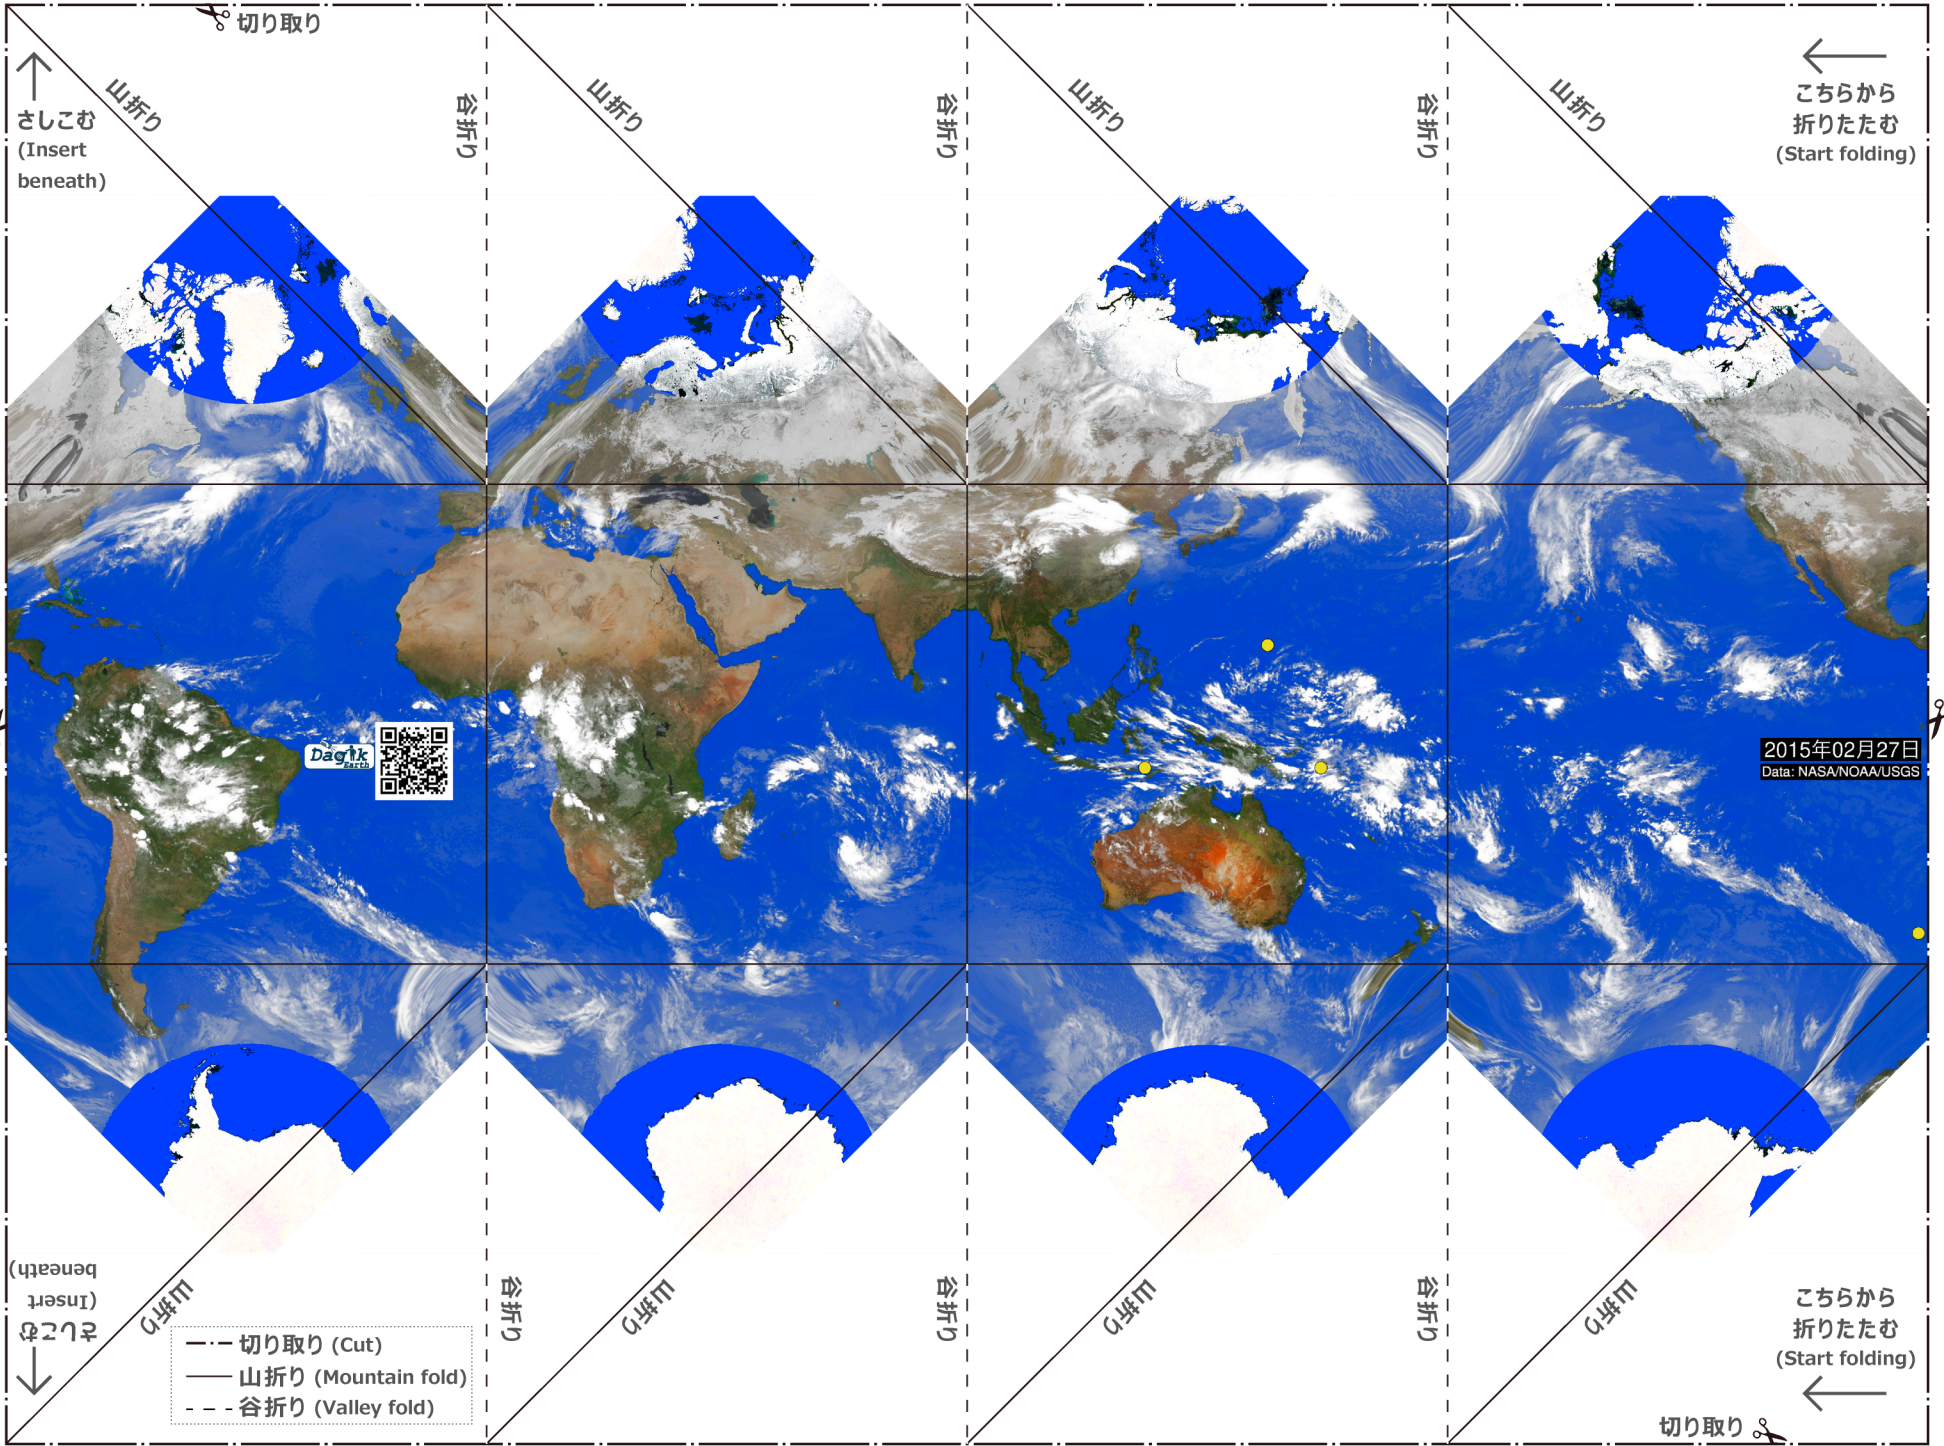 切り取り
山折り
谷折り
山折り
谷折り
山折り
谷折り
山折り
さしこむ
(Insert
beneath)
こちらから
折りたたむ
(Start folding)
Dagik
Earth
2015年02月27日
Data: NASA/NOAA/USGS
さしこむ
(Insert
beneath)
山折り
谷折り
山折り
谷折り
山折り
谷折り
山折り
こちらから
折りたたむ
(Start folding)
切り取り (Cut)
山折り (Mountain fold)
谷折り (Valley fold)
切り取り